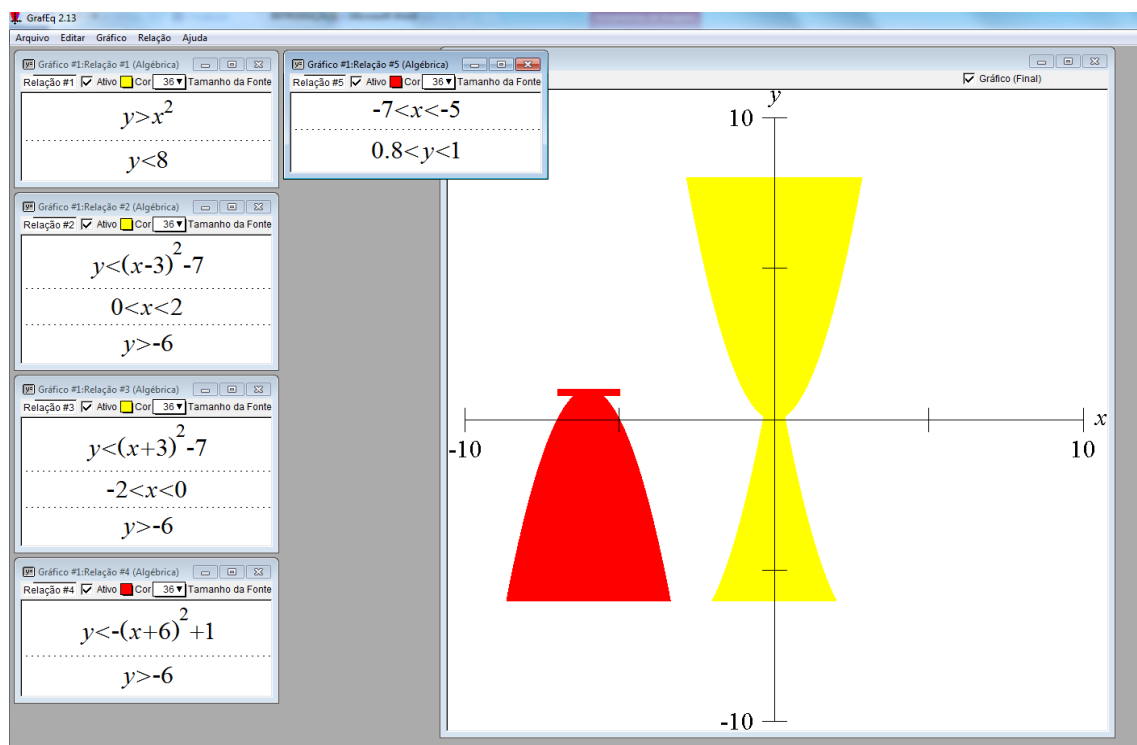 GrafEq 2.13
Arquivo Editar Gráfico Relação Ajuda
Gráfico #1:Relação #1 (Algébrica)
Relação #1 Ativo Cor 36 Tamanho da Fonte
y>x²
y<8
Gráfico #1:Relação #2 (Algébrica)
Relação #2 Ativo Cor 36 Tamanho da Fonte
y<(x-3)²-7
0<x<2
y>-6
Gráfico #1:Relação #3 (Algébrica)
Relação #3 Ativo Cor 36 Tamanho da Fonte
y<(x+3)²-7
-2<x<0
y>-6
Gráfico #1:Relação #4 (Algébrica)
Relação #4 Ativo Cor 36 Tamanho da Fonte
y<-(x+6)²+1
y>-6
Gráfico #1:Relação #5 (Algébrica)
Relação #5 Ativo Cor 36 Tamanho da Fonte
-7<x<-5
0.8<y<1
Gráfico (Final)
y
10
x
-10
10
-10